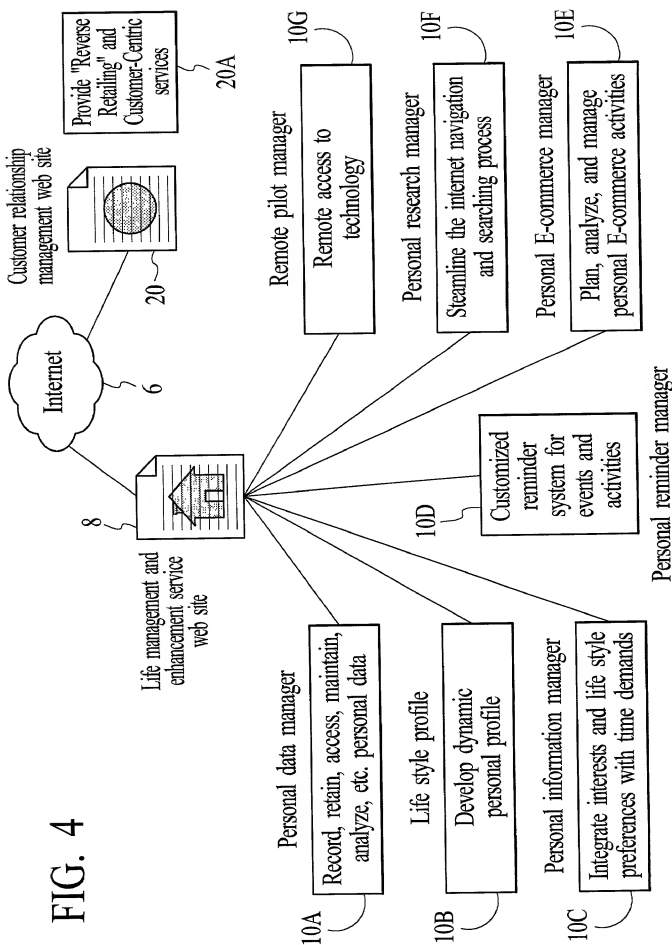 FIG. 4
Internet
6
Customer relationship
management web site
20
Provide "Reverse
Retailing" and
Customer-Centric
services
20A
8
Life management and
enhancement service
web site
Personal data manager
Record, retain, access, maintain,
analyze, etc. personal data
10A
Life style profile
Develop dynamic
personal profile
10B
Personal information manager
Integrate interests and life style
preferences with time demands
10C
10D
Customized
reminder
system for
events and
activities
Personal reminder manager
Remote pilot manager
Remote access to
technology
10G
Personal research manager
Steamline the internet navigation
and searching process
10F
Personal E-commerce manager
Plan, analyze, and manage
personal E-commerce activities
10E